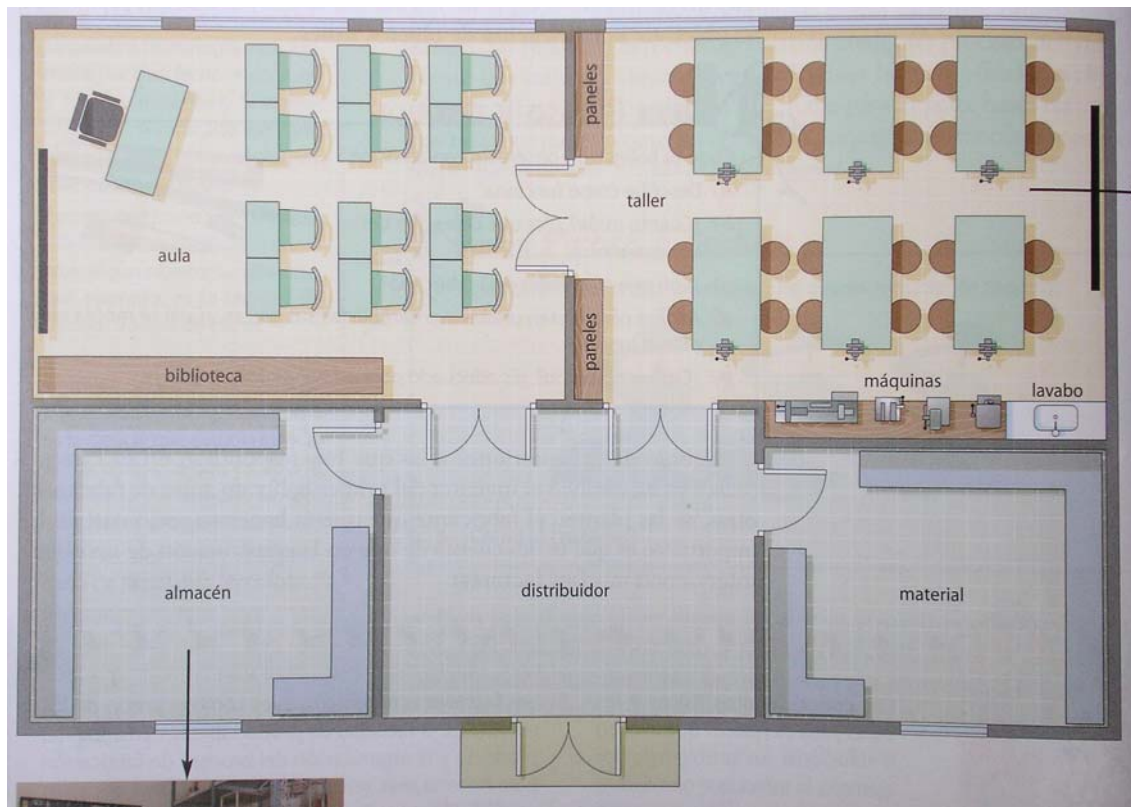 paneles
taller
aula
paneles
biblioteca
máquinas
lavabo
almacén
distribuidor
material